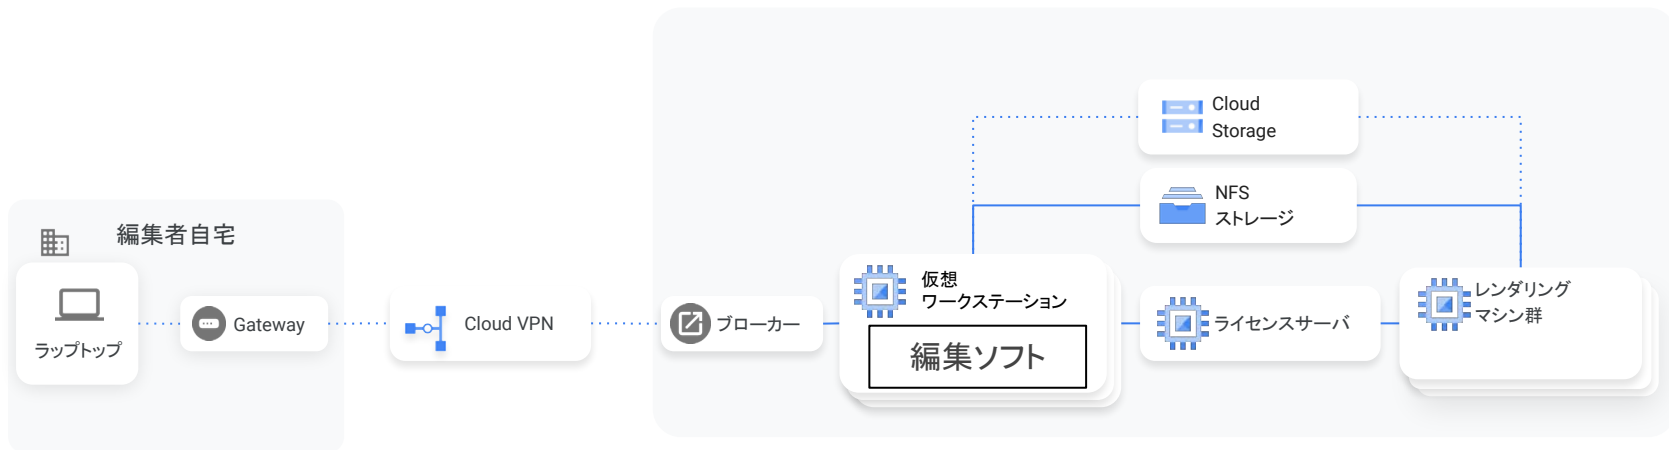 編集者自宅
ラップトップ
Gateway
Cloud VPN
ブローカー
仮想
ワークステーション
編集ソフト
Cloud
Storage
NFS
ストレージ
ライセンスサーバ
レンダリング
マシン群